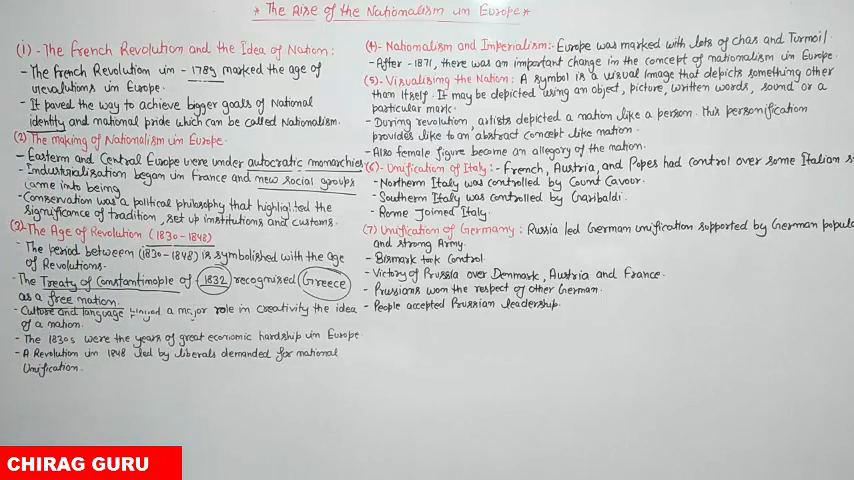 * The Rise of the Nationalism in Europe *
(1) - The French Revolution and the Idea of Nation:
- The French Revolution in - 1789 marked the age of
revolutions in Europe.
- It paved the way to achieve bigger goals of National
identity and national pride which can be called Nationalism.
(2) The making of Nationalism in Europe.
- Eastern and Central Europe were under autocratic monarchies
- Industrialisation began in France and new social groups
came into being.
- Conservation was a political philosophy that highlighted the
significance of tradition, set up institutions and customs.
(3) The Age of Revolution (1830-1848)
- The period between (1830-1848) is symbolished with the age
of Revolutions.
- The Treaty of Constantinople of - 1832 recognised Greece
as a free nation.
- Culture and language played a major role in creativity the idea
of a nation.
- The 1830s were the years of great economic hardship in Europe
- A Revolution in 1848 led by liberals demanded for national
Unification.
(4) - Nationalism and Imperialism:- Europe was marked with lots of chas and Turmoil.
- After - 1871, there was an important change in the concept of nationalism in Europe.
(5) - Visualising the Nation: A symbol is a visual image that depicts something other
than itself. It may be depicted using an object, picture, written words, sound or a
particular mark.
- During revolution, artists depicted a nation like a person. This personification
provides like to an abstract concept like nation.
- Also female figure become an allegory of the nation.
(6) - Unification of Italy:- French, Austria, and Popes had control over some Italian s
- Northern Italy was controlled by Count Cavour.
- Southern Italy was controlled by Garibaldi.
- Rome Joined Italy.
(7) Unification of Germany: Russia led German unification supported by German popula
and strong Army.
- Bismark took control.
- Victory of Prussia over Denmark, Austria and France.
- Prussians won the respect of other German.
- People accepted Prussian leadership.
CHIRAG GURU